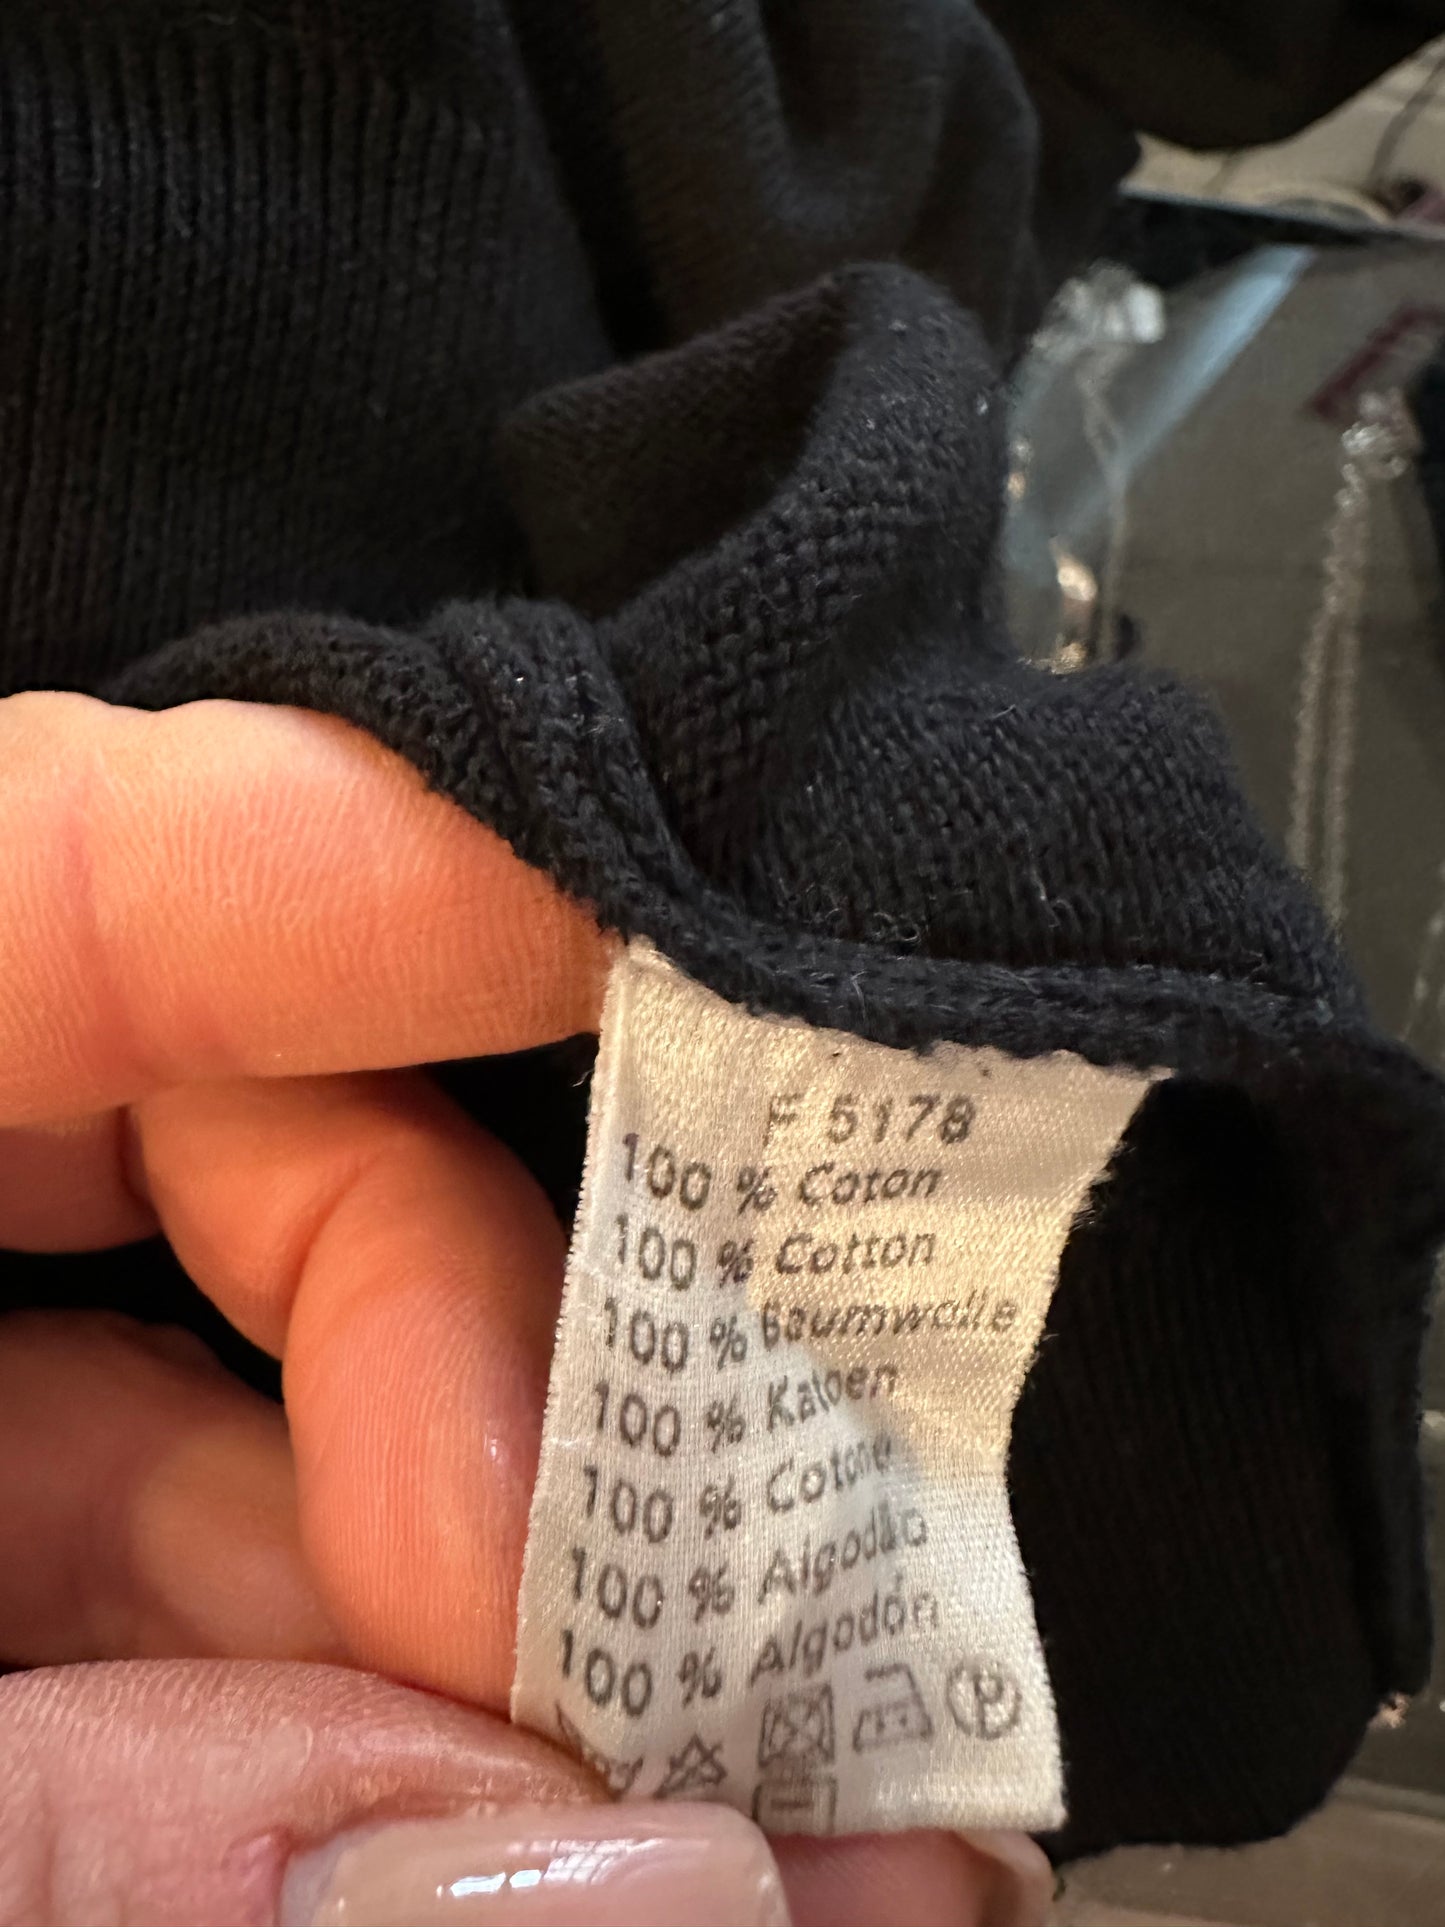 F 5178
100 % Coton
100 % Cotton
100 % Baumwolle
100 % Katoen
100 % Cotone
100 % Algodão
100 % Algodón
P